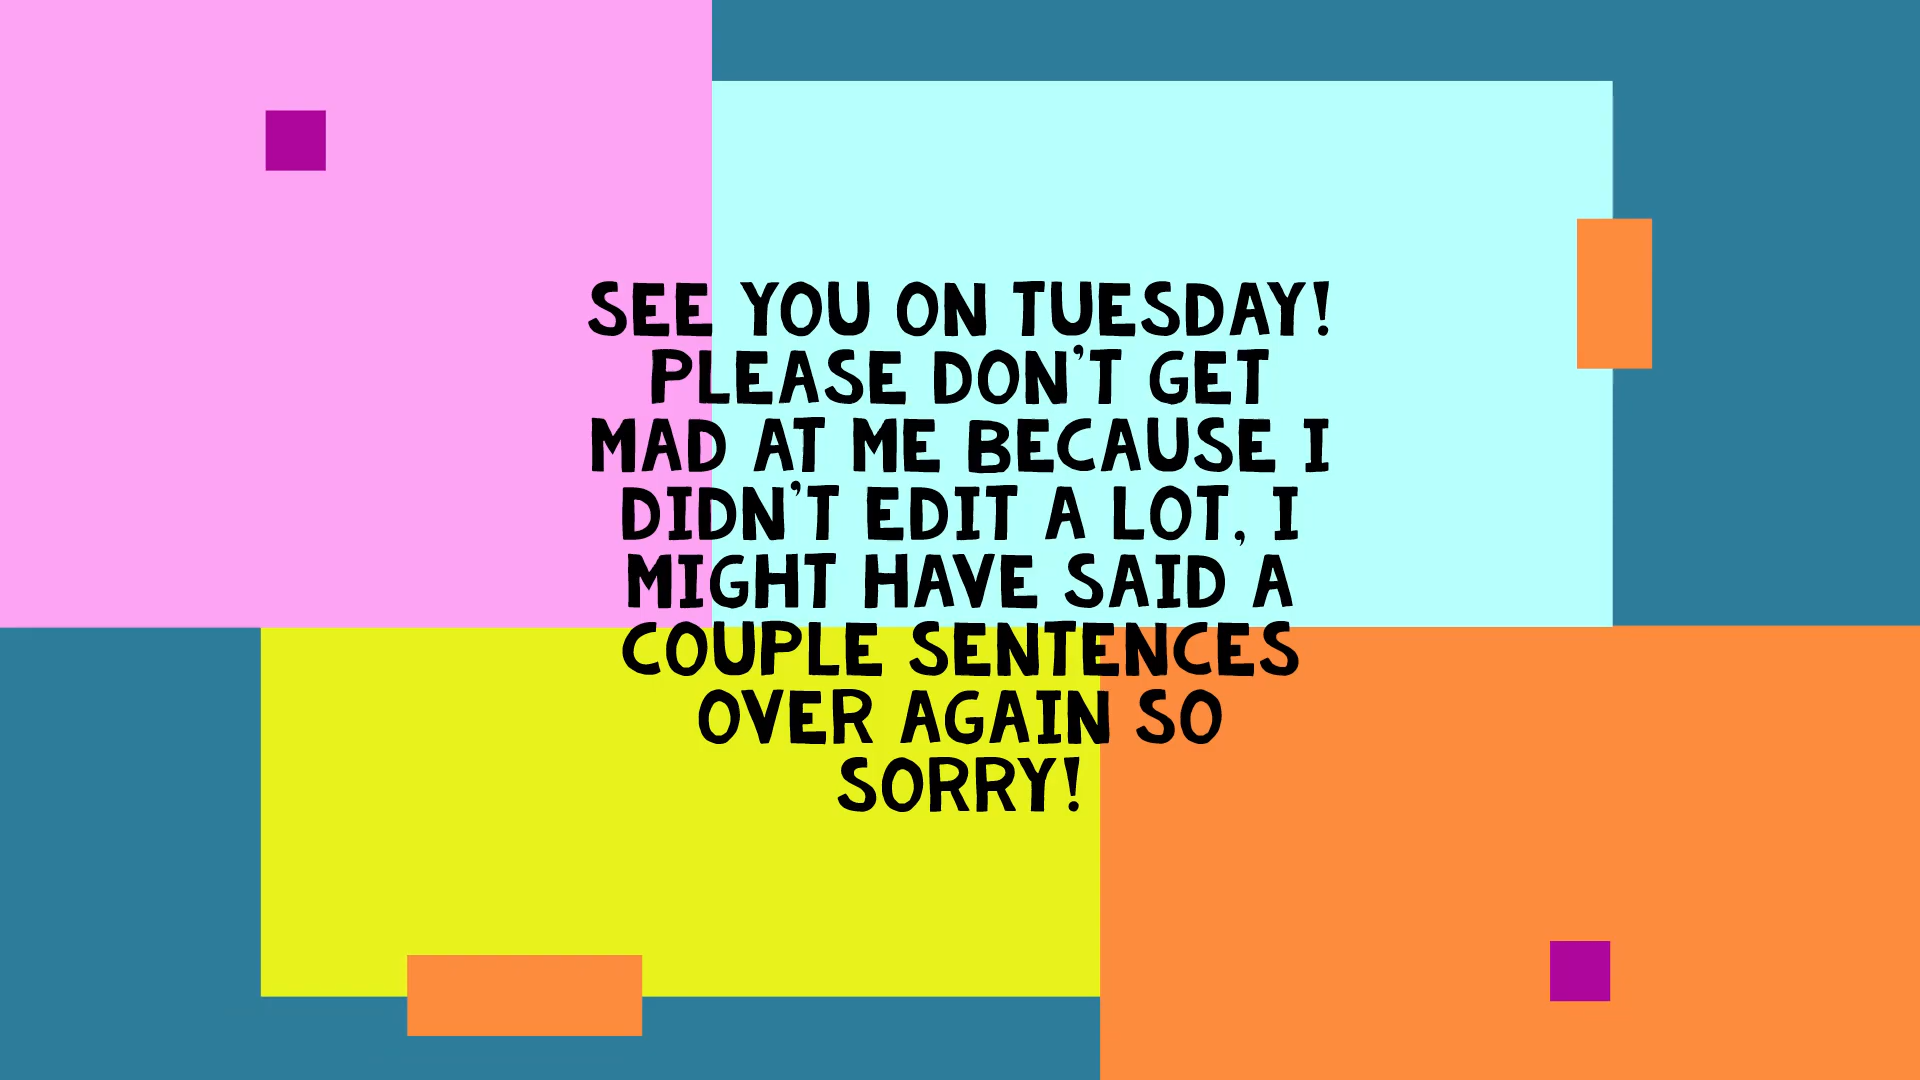 SEE YOU ON TUESDAY!
PLEASE DON'T GET
MAD AT ME BECAUSE I
DIDN'T EDIT A LOT, I
MIGHT HAVE SAID A
COUPLE SENTENCES
OVER AGAIN SO
SORRY!